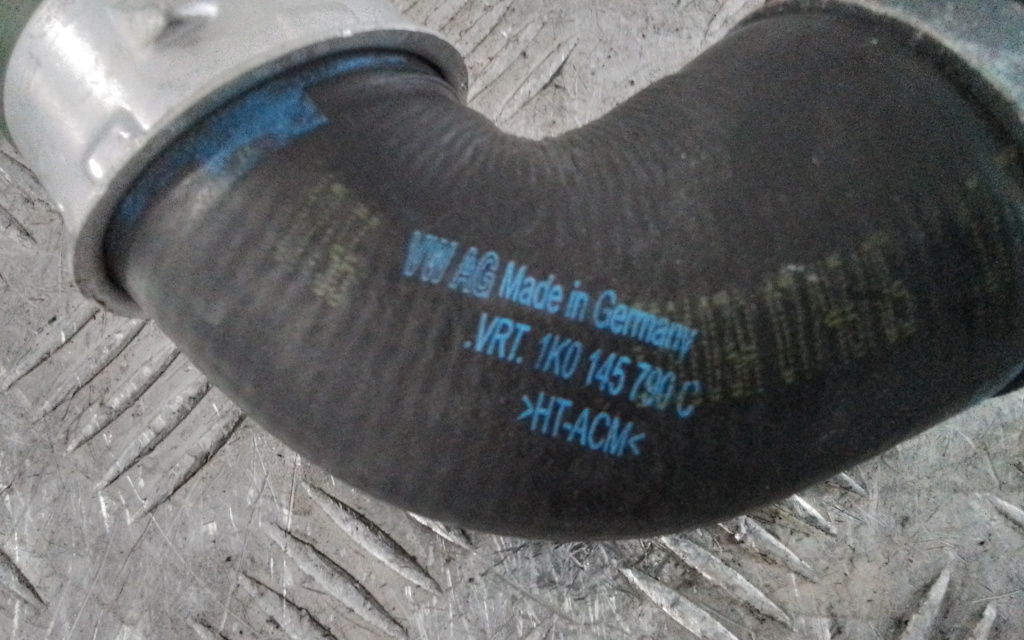 VW AG Made in Germany
.VRT. 1K0 145 790 C
>HT-ACM<